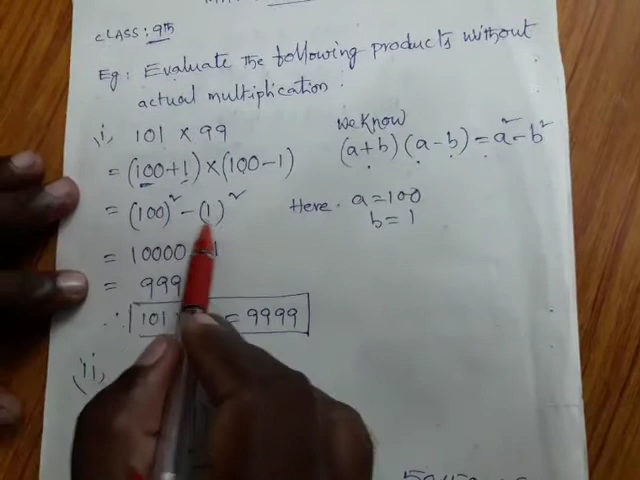 CLASS: 9th
Eg: Evaluate the following products without
actual multiplication.
i, 101 × 99
= (100+1)×(100-1)
= (100)² - (1)²
= 10000 1
= 999
∴ 101 = 9999
we know
(a+b)(a-b) = a²-b²
Here. a=100
b=1
ii,